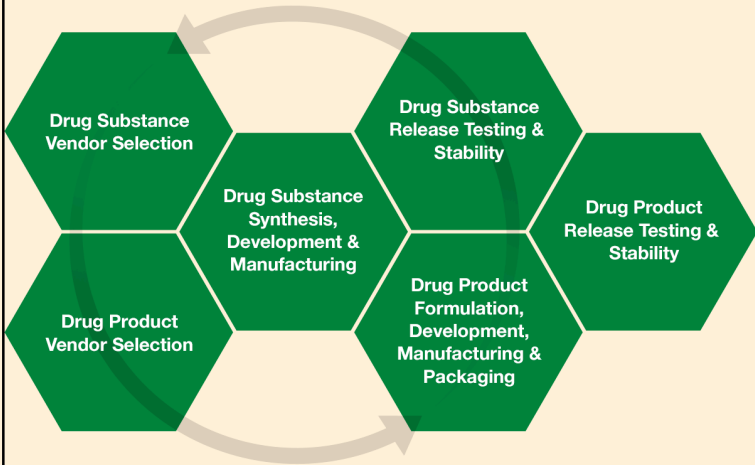 Drug Substance
Vendor Selection
Drug Substance
Release Testing &
Stability
Drug Substance
Synthesis,
Development &
Manufacturing
Drug Product
Release Testing &
Stability
Drug Product
Vendor Selection
Drug Product
Formulation,
Development,
Manufacturing &
Packaging